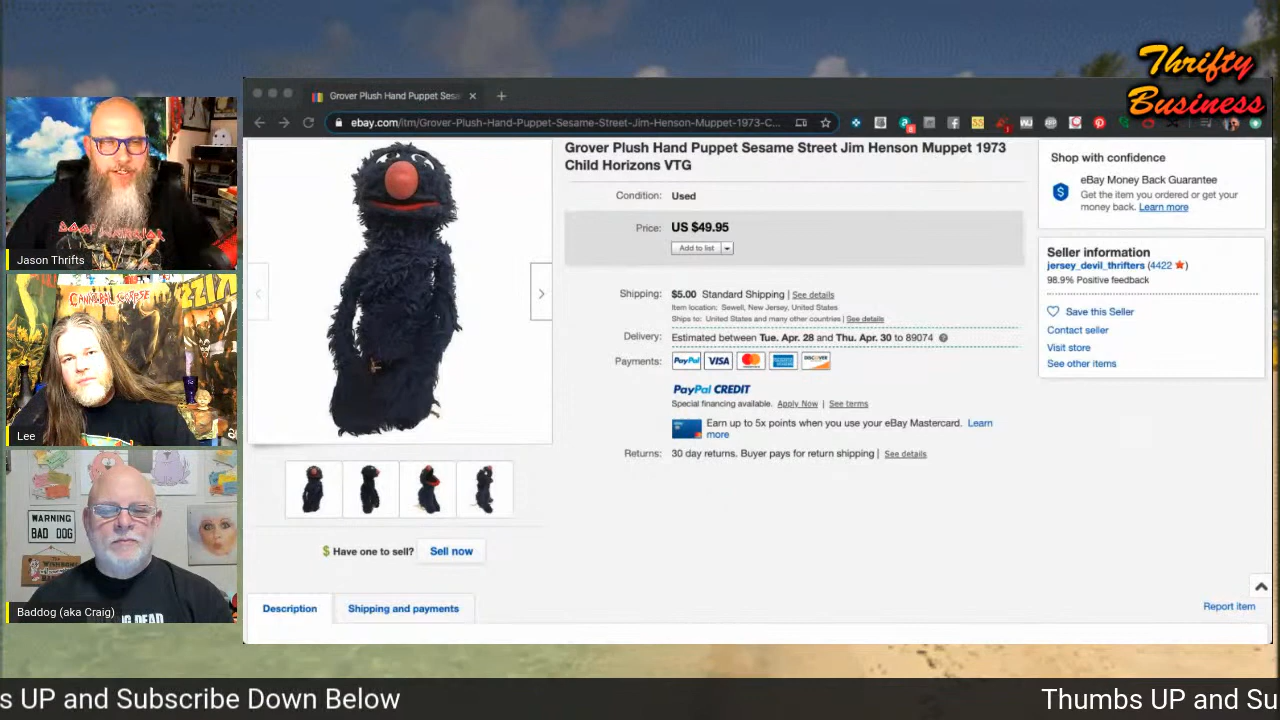 Thrifty
Business
Grover Plush Hand Puppet Sesa
ebay.com/itm/Grover-Plush-Hand-Puppet-Sesame-Street-Jim-Henson-Muppet-1973-C...
Grover Plush Hand Puppet Sesame Street Jim Henson Muppet 1973
Child Horizons VTG
Condition: Used
Price: US $49.95
Add to list
Shipping: $5.00 Standard Shipping | See details
Item location: Sewell, New Jersey, United States
Ships to: United States and many other countries | See details
Delivery: Estimated between Tue. Apr. 28 and Thu. Apr. 30 to 89074
Payments: PayPal VISA
PayPal CREDIT
Special financing available. Apply Now | See terms
Earn up to 5x points when you use your eBay Mastercard. Learn
more
Returns: 30 day returns. Buyer pays for return shipping | See details
Shop with confidence
eBay Money Back Guarantee
Get the item you ordered or get your
money back. Learn more
Seller information
jersey_devil_thrifters (4422)
98.9% Positive feedback
Save this Seller
Contact seller
Visit store
See other items
$ Have one to sell? Sell now
Description
Shipping and payments
Report item
Jason Thrifts
CANNIBAL CORPSE
Lee
WARNING
BAD DOG
Baddog (aka Craig)
s UP and Subscribe Down Below
Thumbs UP and Su